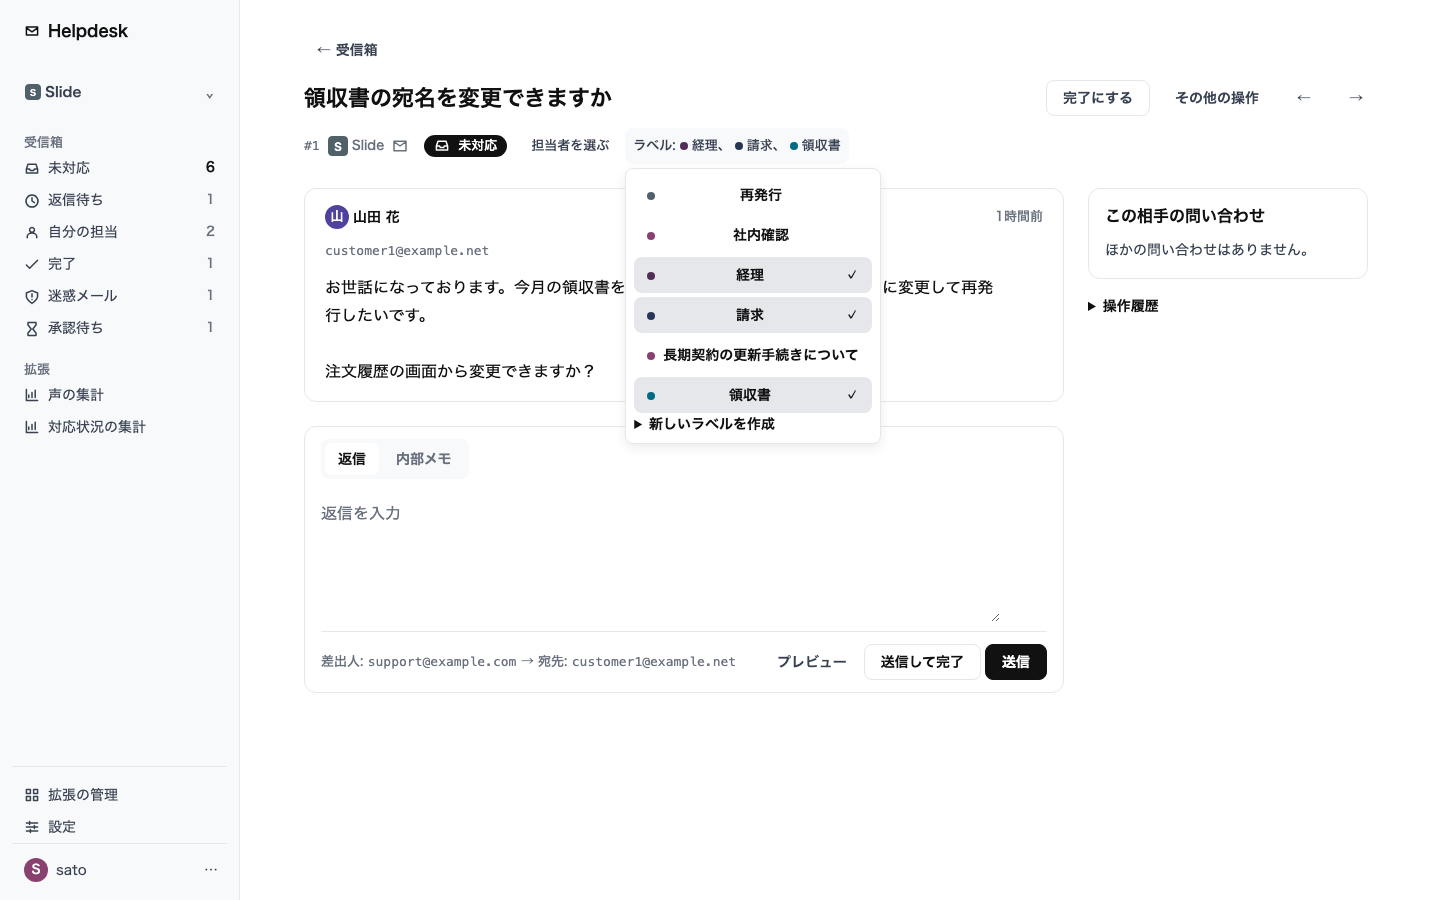 Helpdesk
S Slide
受信箱
未対応 6
返信待ち 1
自分の担当 2
完了 1
迷惑メール 1
承認待ち 1
拡張
声の集計
対応状況の集計
拡張の管理
設定
S sato ...
← 受信箱
領収書の宛名を変更できますか
完了にする その他の操作 ← →
#1 S Slide 未対応 担当者を選ぶ ラベル: 経理、 請求、 領収書
再発行
社内確認
経理 ✓
請求 ✓
長期契約の更新手続きについて
領収書 ✓
▶ 新しいラベルを作成
山 山田 花 1時間前
customer1@example.net
お世話になっております。今月の領収書を に変更して再発
行したいです。
注文履歴の画面から変更できますか？
返信 内部メモ
返信を入力
差出人: support@example.com → 宛先: customer1@example.net プレビュー 送信して完了 送信
この相手の問い合わせ
ほかの問い合わせはありません。
▶ 操作履歴